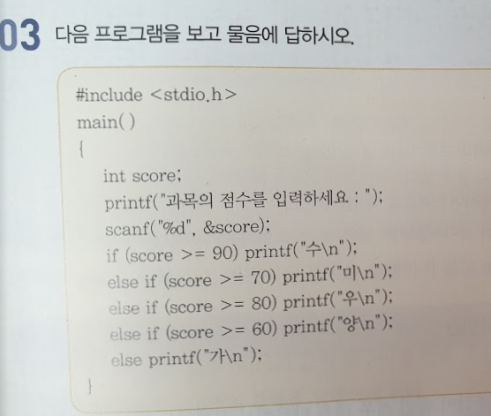 03 다음 프로그램을 보고 물음에 답하시오.
#include <stdio.h>
main( )
{
int score;
printf("과목의 점수를 입력하세요 : ");
scanf("%d", &score);
if (score >= 90) printf("수\n");
else if (score >= 70) printf("미\n");
else if (score >= 80) printf("우\n");
else if (score >= 60) printf("양\n");
else printf("가\n");
}